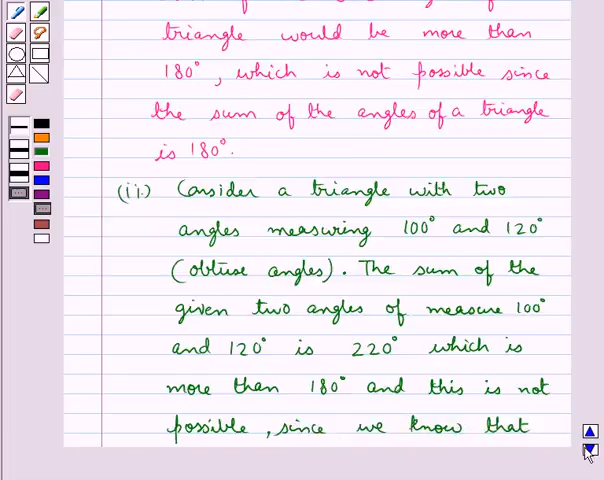 triangle would be more than
180°, which is not possible since
the sum of the angles of a triangle
is 180°.
(ii). Consider a triangle with two
angles measuring 100° and 120°
(obtuse angles). The sum of the
given two angles of measure 100°
and 120° is 220° which is
more than 180° and this is not
possible, since we know that